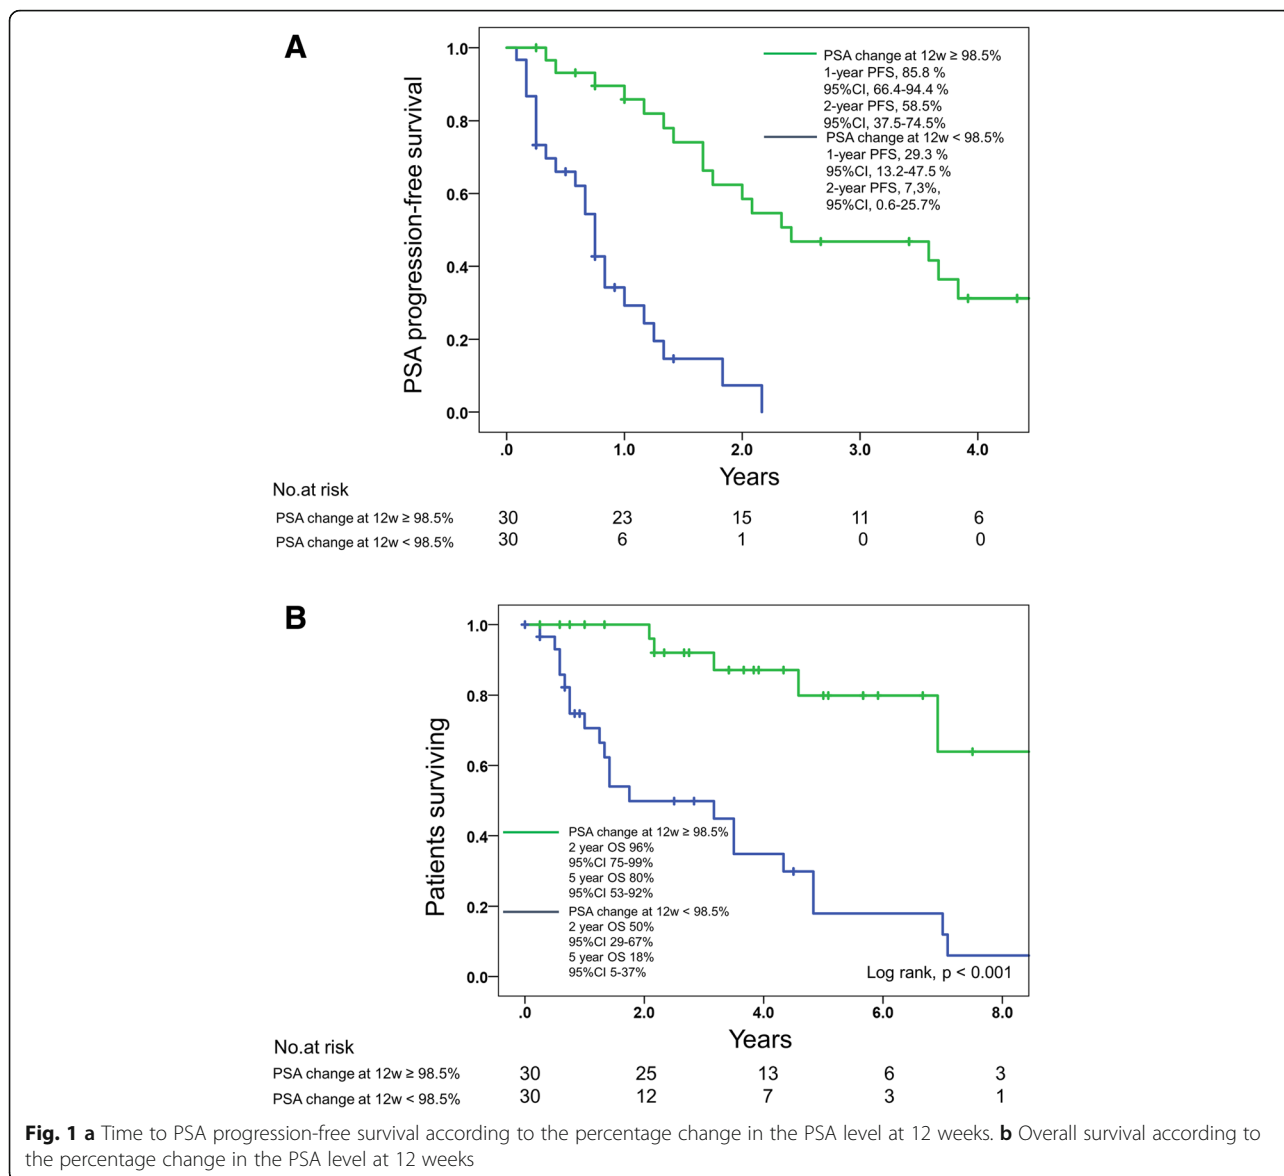 A
PSA progression-free survival
1.0
0.8
0.6
0.4
0.2
0.0
PSA change at 12w ≥ 98.5%
1-year PFS, 85.8 %
95%CI, 66.4-94.4 %
2-year PFS, 58.5%
95%CI, 37.5-74.5%
PSA change at 12w < 98.5%
1-year PFS, 29.3 %
95%CI, 13.2-47.5 %
2-year PFS, 7,3%,
95%CI, 0.6-25.7%
.0 1.0 2.0 3.0 4.0
Years
No.at risk
PSA change at 12w ≥ 98.5% 30 23 15 11 6
PSA change at 12w < 98.5% 30 6 1 0 0
B
Patients surviving
1.0
0.8
0.6
0.4
0.2
0.0
PSA change at 12w ≥ 98.5%
2 year OS 96%
95%CI 75-99%
5 year OS 80%
95%CI 53-92%
PSA change at 12w < 98.5%
2 year OS 50%
95%CI 29-67%
5 year OS 18%
95%CI 5-37%
Log rank, p < 0.001
.0 2.0 4.0 6.0 8.0
Years
No.at risk
PSA change at 12w ≥ 98.5% 30 25 13 6 3
PSA change at 12w < 98.5% 30 12 7 3 1
Fig. 1 a Time to PSA progression-free survival according to the percentage change in the PSA level at 12 weeks. b Overall survival according to
the percentage change in the PSA level at 12 weeks